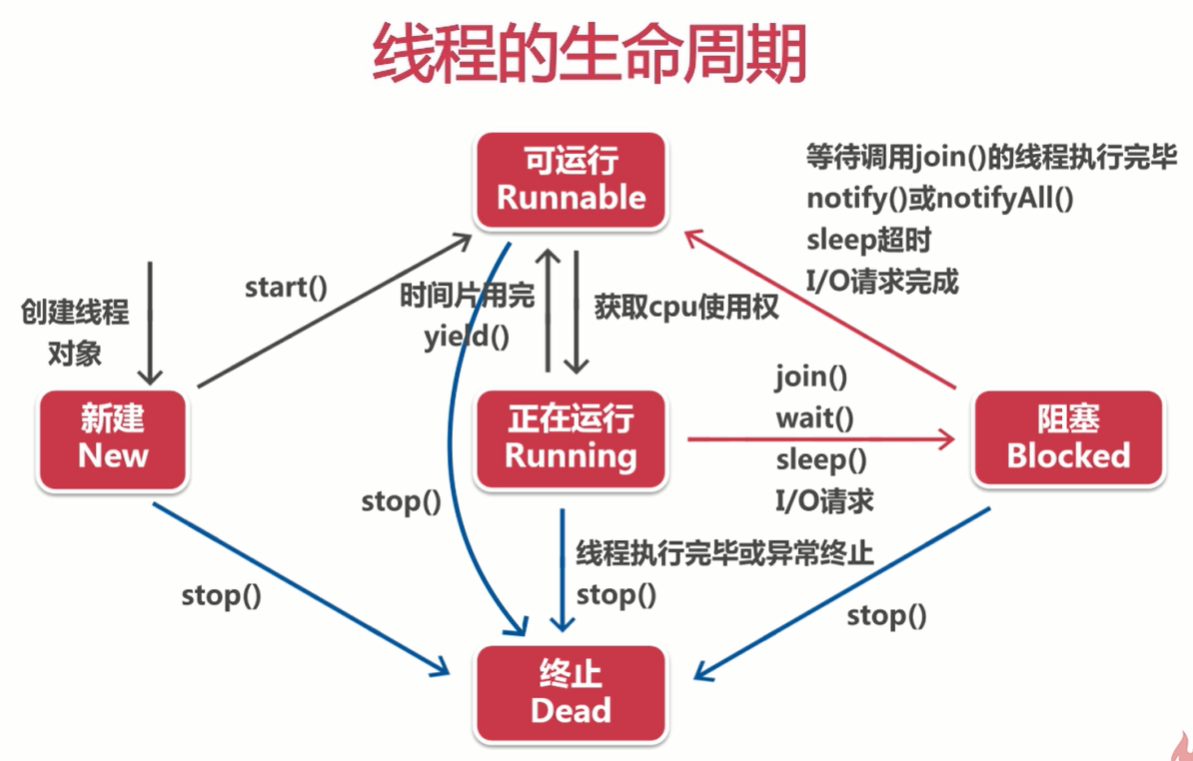 线程的生命周期
可运行
Runnable
等待调用join()的线程执行完毕
notify()或notifyAll()
sleep超时
I/O请求完成
start()
时间片用完
yield()
获取cpu使用权
创建线程
对象
新建
New
正在运行
Running
join()
wait()
sleep()
I/O请求
阻塞
Blocked
stop()
stop()
线程执行完毕或异常终止
stop()
stop()
终止
Dead